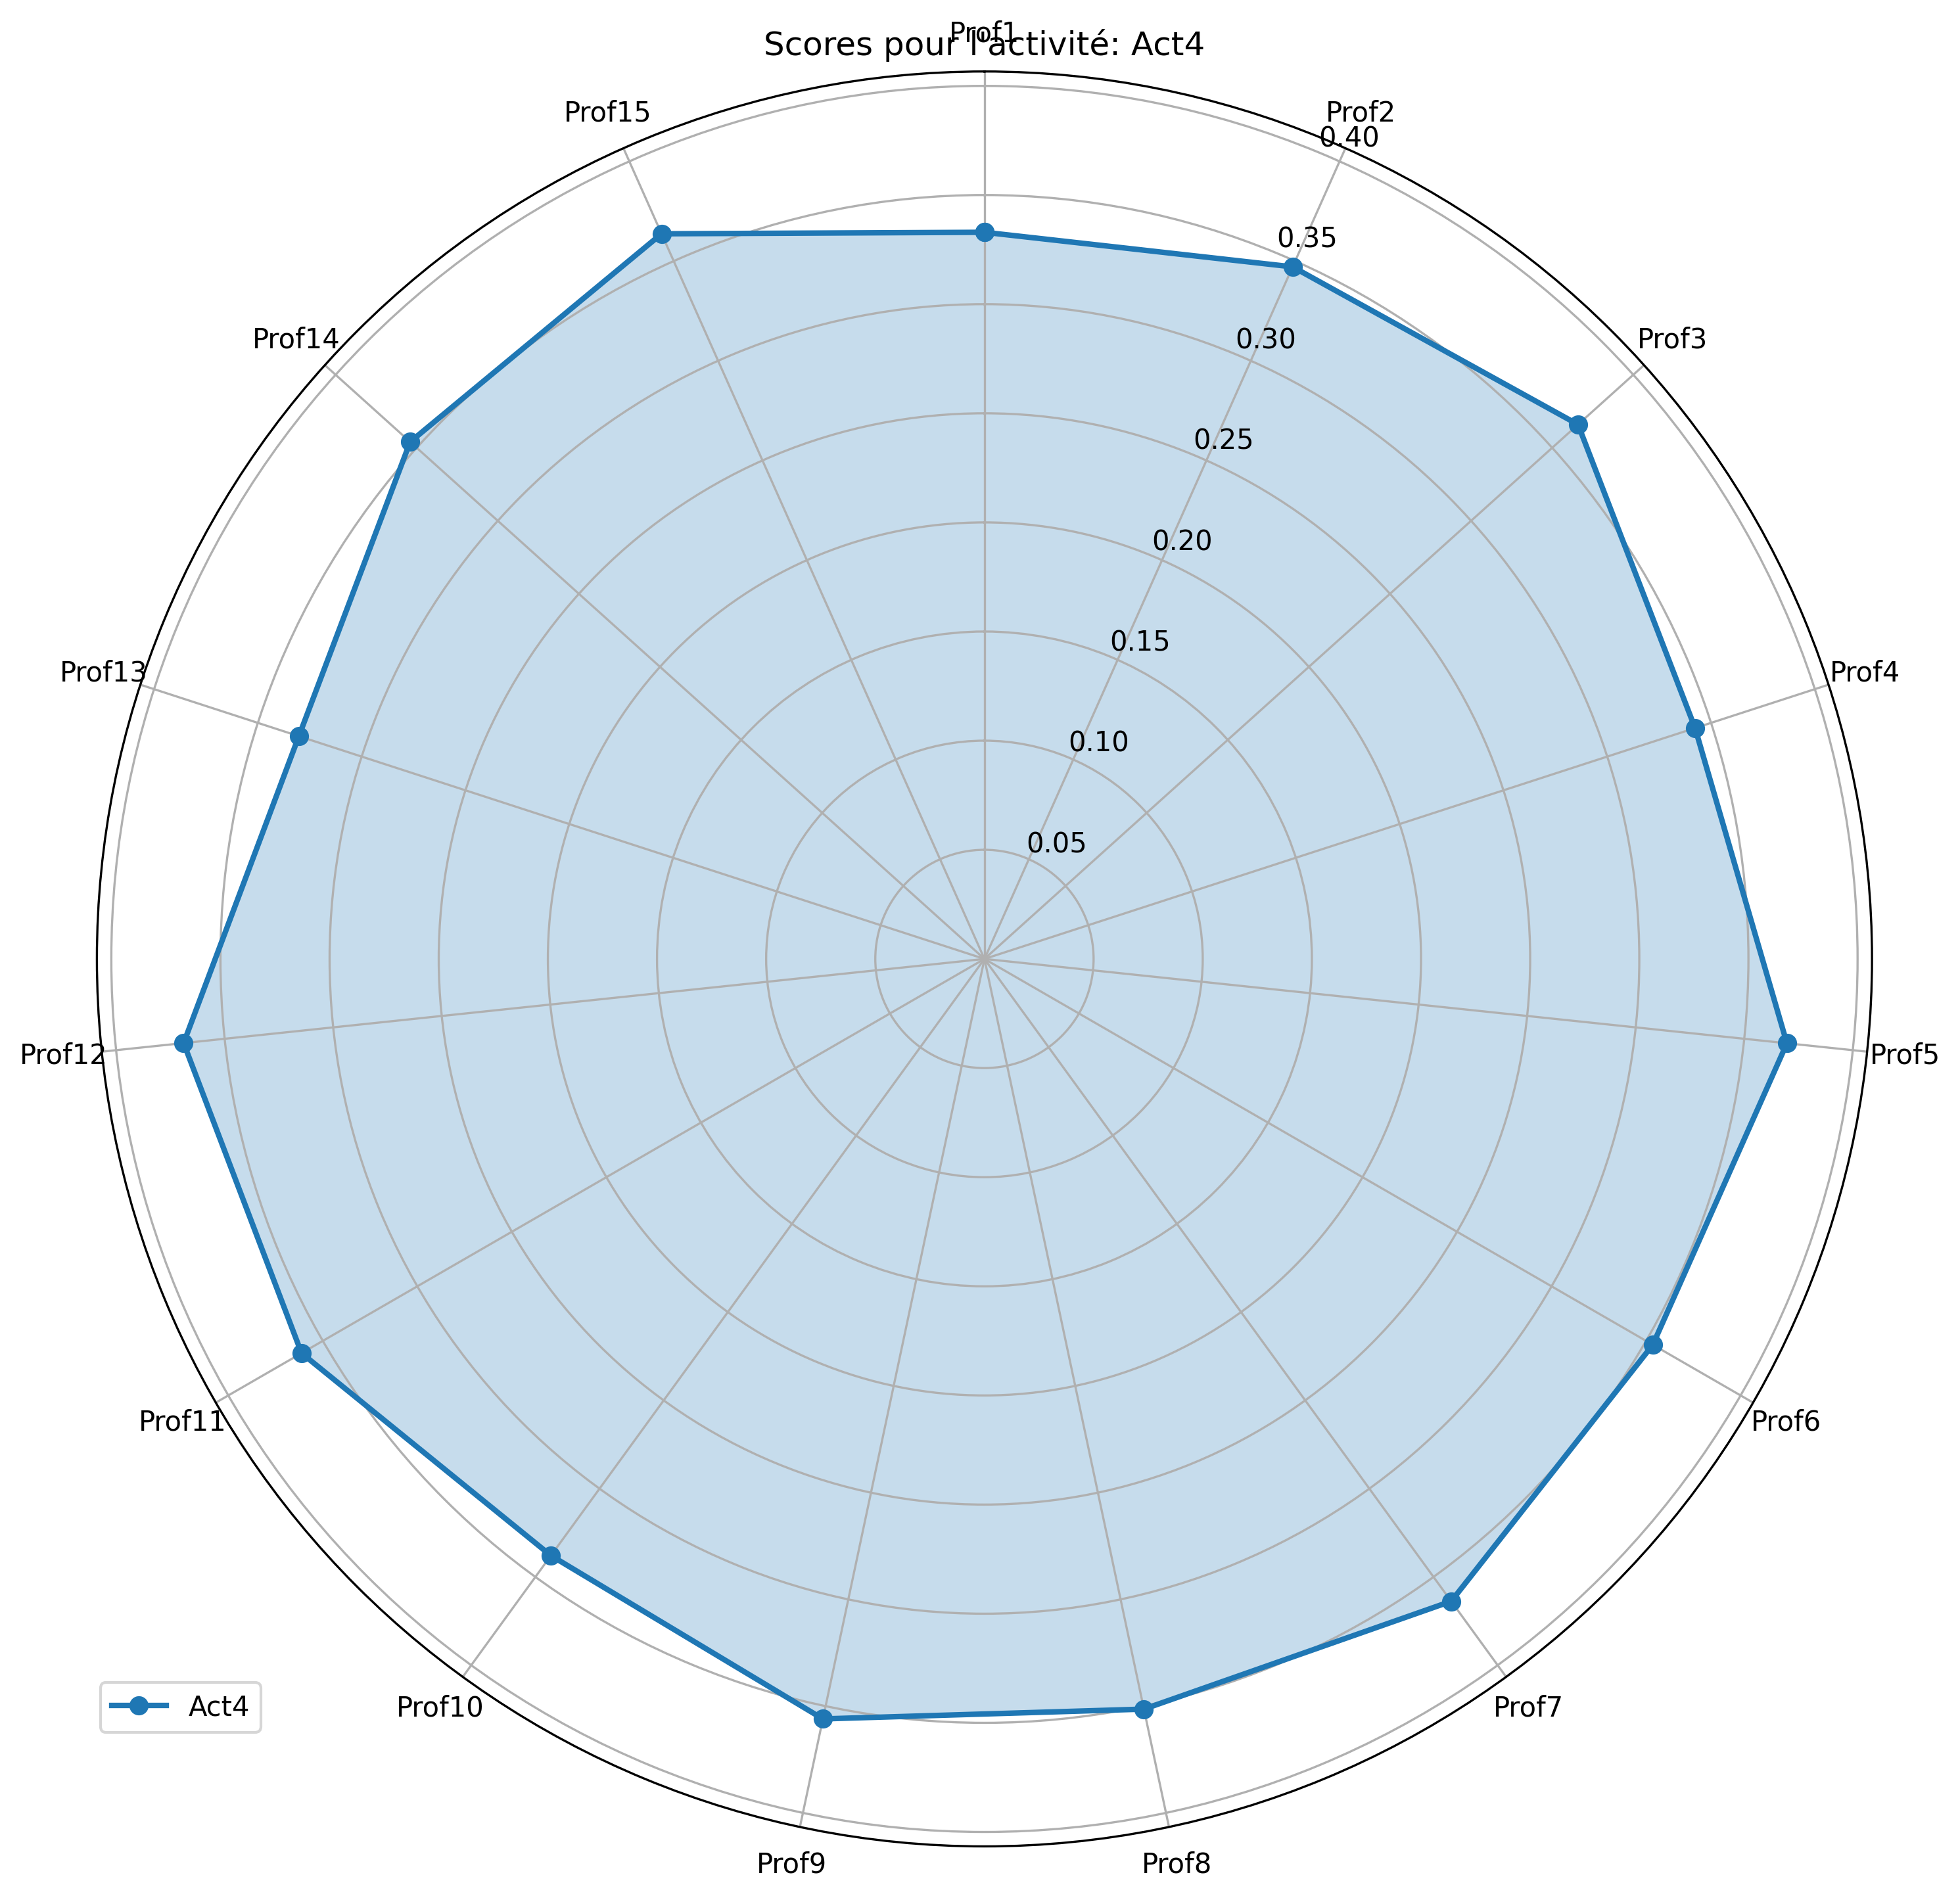 Prof1
Scores pour l'activité: Act4
Prof15
Prof2
0.40
0.35
Prof14
0.30
Prof3
0.25
0.20
0.15
Prof13
Prof4
0.10
0.05
Prof12
Prof5
Prof11
Prof6
Act4
Prof10
Prof7
Prof9
Prof8